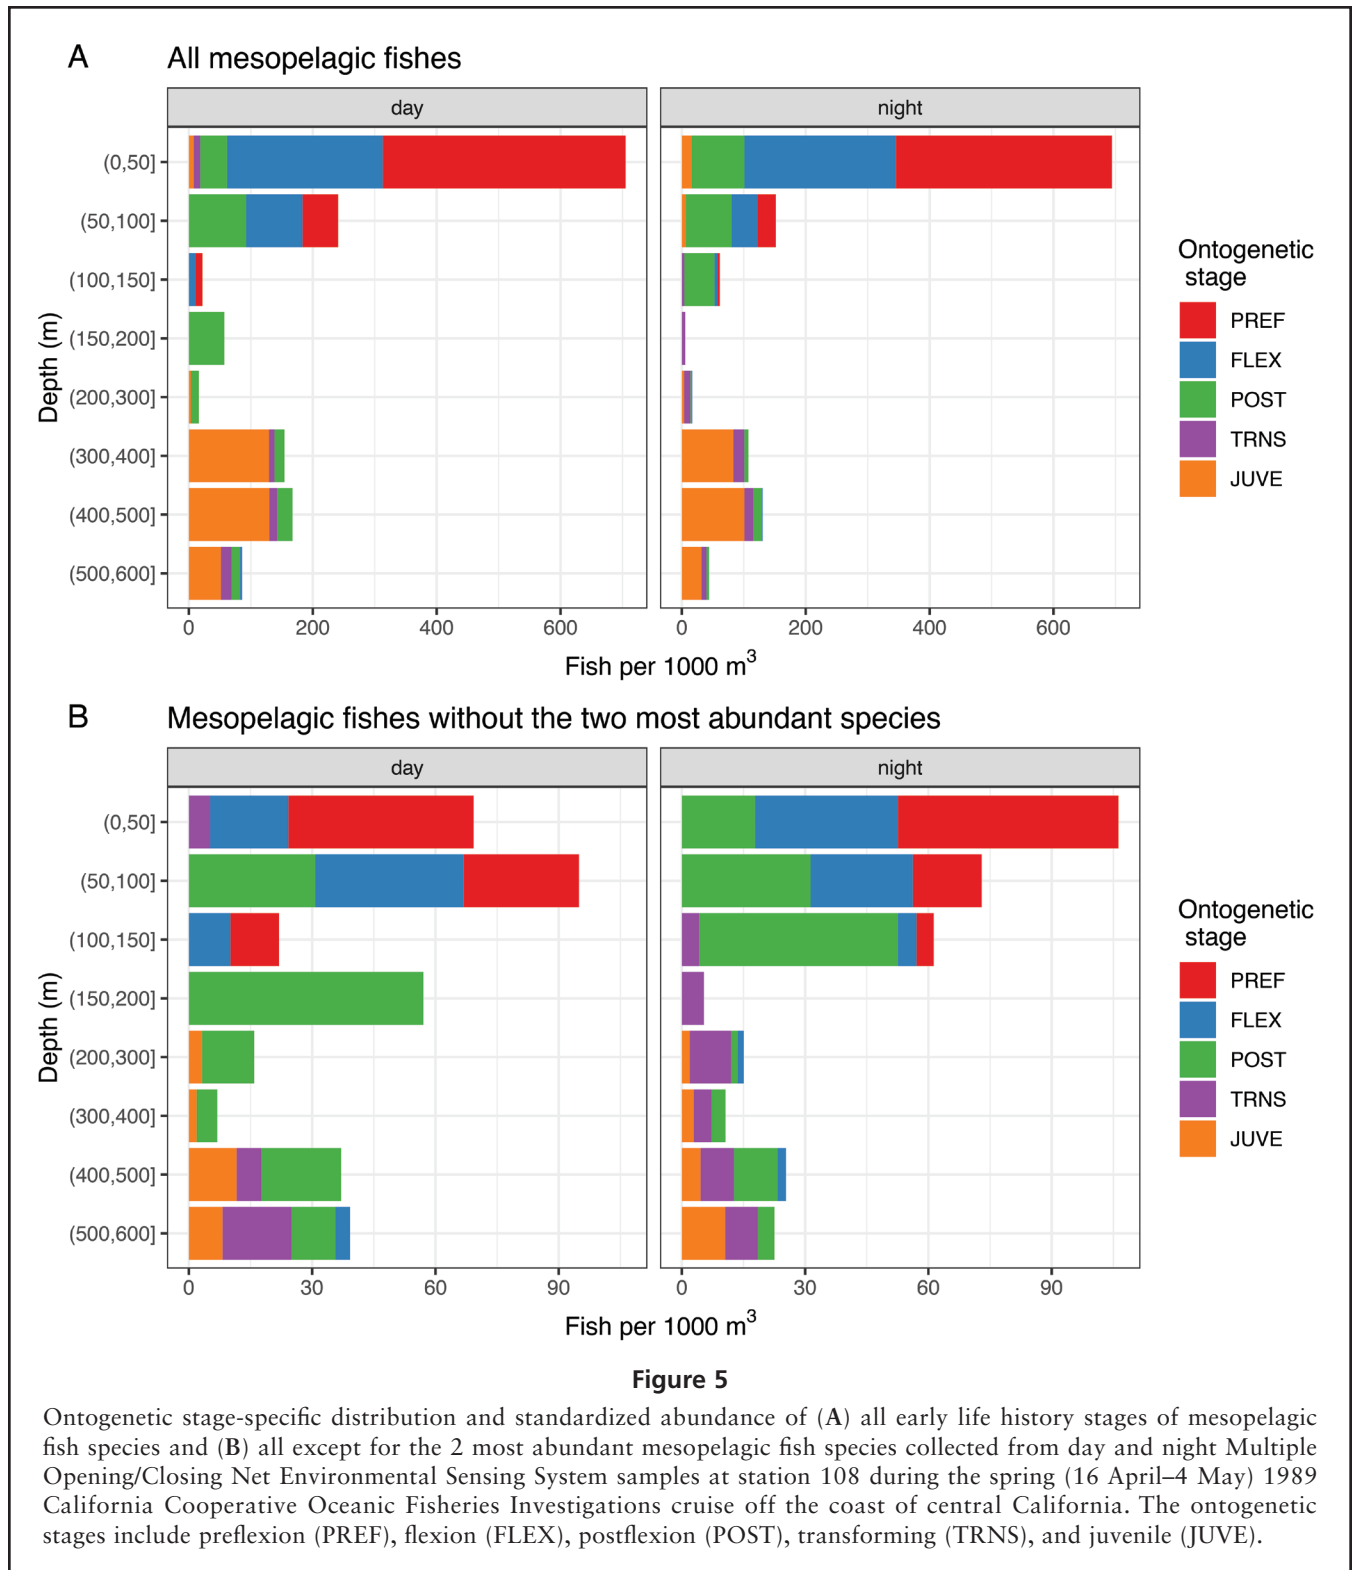 A All mesopelagic fishes
day night
(0,50]
(50,100]
(100,150]
(150,200]
(200,300]
(300,400]
(400,500]
(500,600]
Depth (m)
0 200 400 600 0 200 400 600
Fish per 1000 m³
Ontogenetic
stage
PREF
FLEX
POST
TRNS
JUVE
B Mesopelagic fishes without the two most abundant species
day night
(0,50]
(50,100]
(100,150]
(150,200]
(200,300]
(300,400]
(400,500]
(500,600]
Depth (m)
0 30 60 90 0 30 60 90
Fish per 1000 m³
Ontogenetic
stage
PREF
FLEX
POST
TRNS
JUVE
Figure 5
Ontogenetic stage-specific distribution and standardized abundance of (A) all early life history stages of mesopelagic
fish species and (B) all except for the 2 most abundant mesopelagic fish species collected from day and night Multiple
Opening/Closing Net Environmental Sensing System samples at station 108 during the spring (16 April–4 May) 1989
California Cooperative Oceanic Fisheries Investigations cruise off the coast of central California. The ontogenetic
stages include preflexion (PREF), flexion (FLEX), postflexion (POST), transforming (TRNS), and juvenile (JUVE).